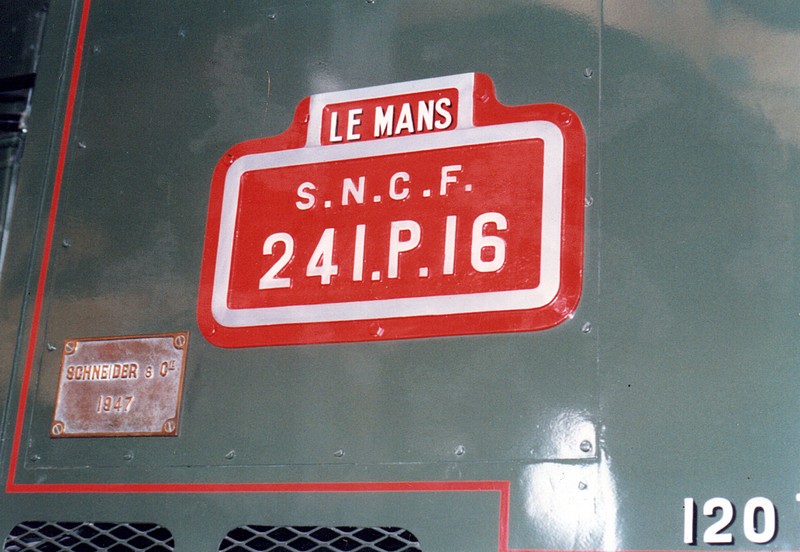 LE MANS
S.N.C.F.
241.P.16
SCHNEIDER & Cie
1947
120